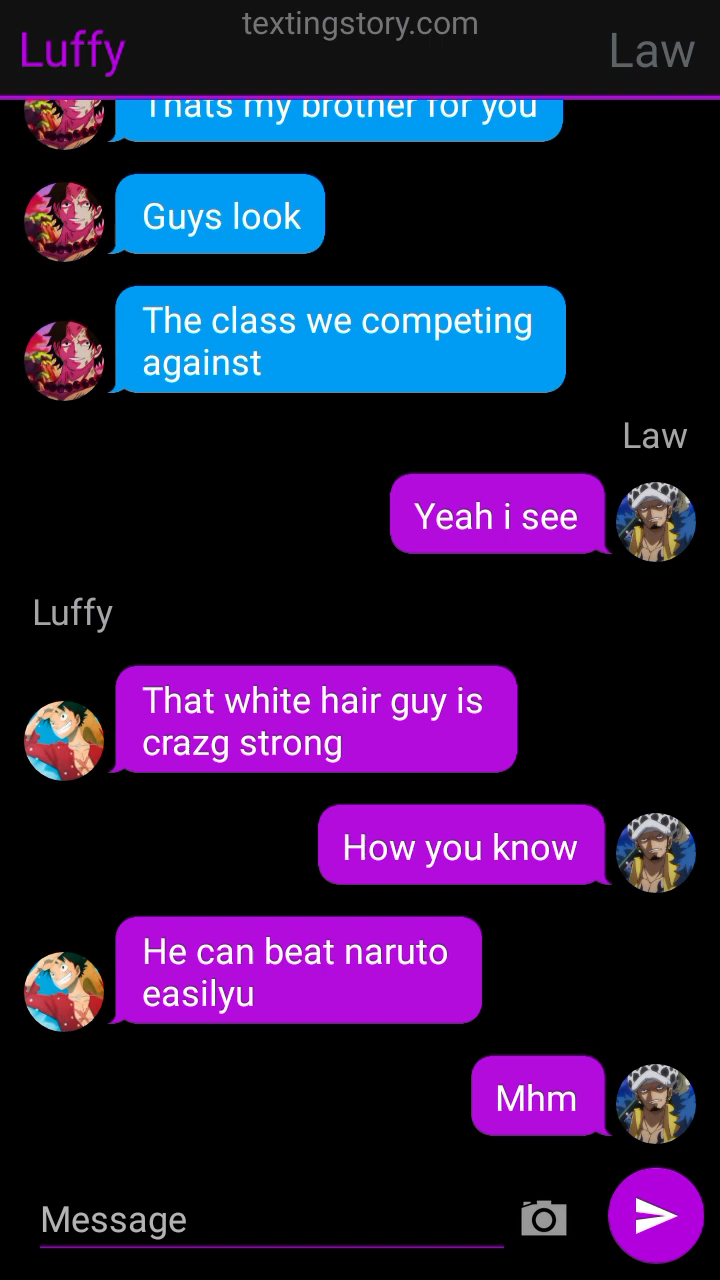 textingstory.com
Luffy
Law
Thats my brother for you
Guys look
The class we competing
against
Law
Yeah i see
Luffy
That white hair guy is
crazg strong
How you know
He can beat naruto
easilyu
Mhm
Message